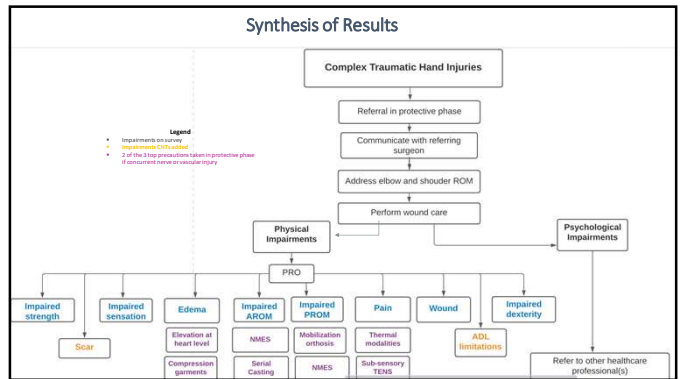 Synthesis of Results
Complex Traumatic Hand Injuries
Referral in protective phase
Legend
Impairments on survey
Impairments CHTs added
2 of the 3 top precautions taken in protective phase
if concurrent nerve or vascular injury
Communicate with referring
surgeon
Address elbow and shouder ROM
Perform wound care
Physical
Impairments
Psychological
Impairments
PRO
Impaired
strength
Impaired
sensation
Edema
Impaired
AROM
Impaired
PROM
Pain
Wound
Impaired
dexterity
Scar
Elevation at
heart level
NMES
Mobilization
orthosis
Thermal
modalities
ADL
limitations
Compression
garments
Serial
Casting
NMES
Sub-sensory
TENS
Refer to other healthcare
professional(s)